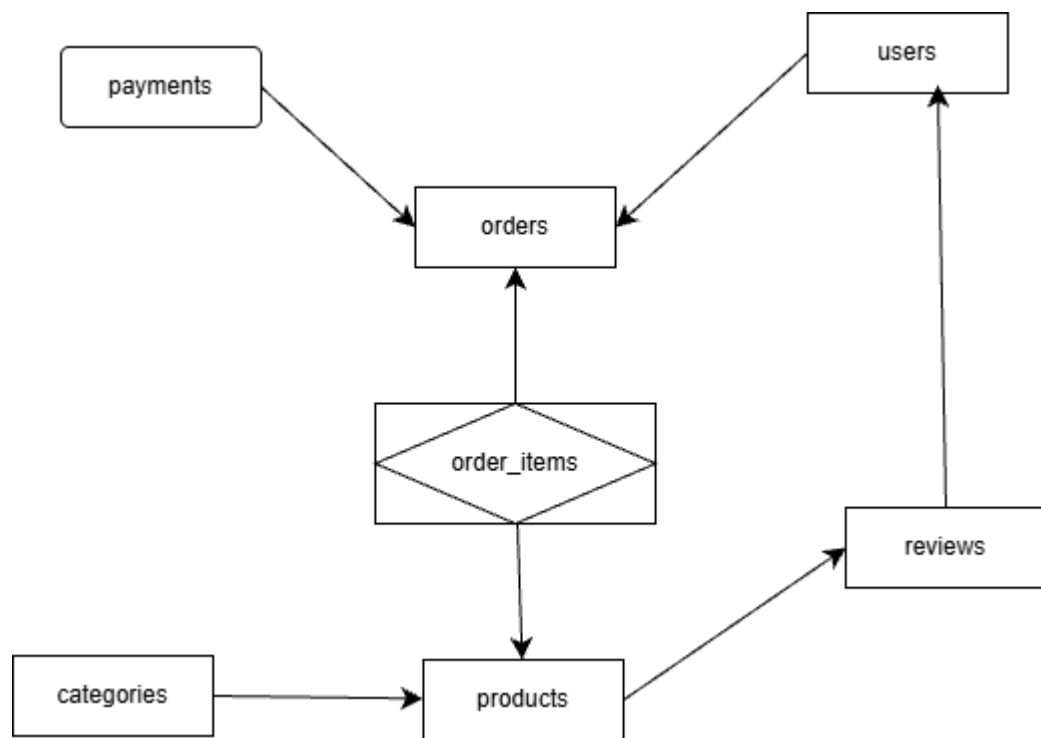 users
payments
orders
order_items
reviews
categories
products